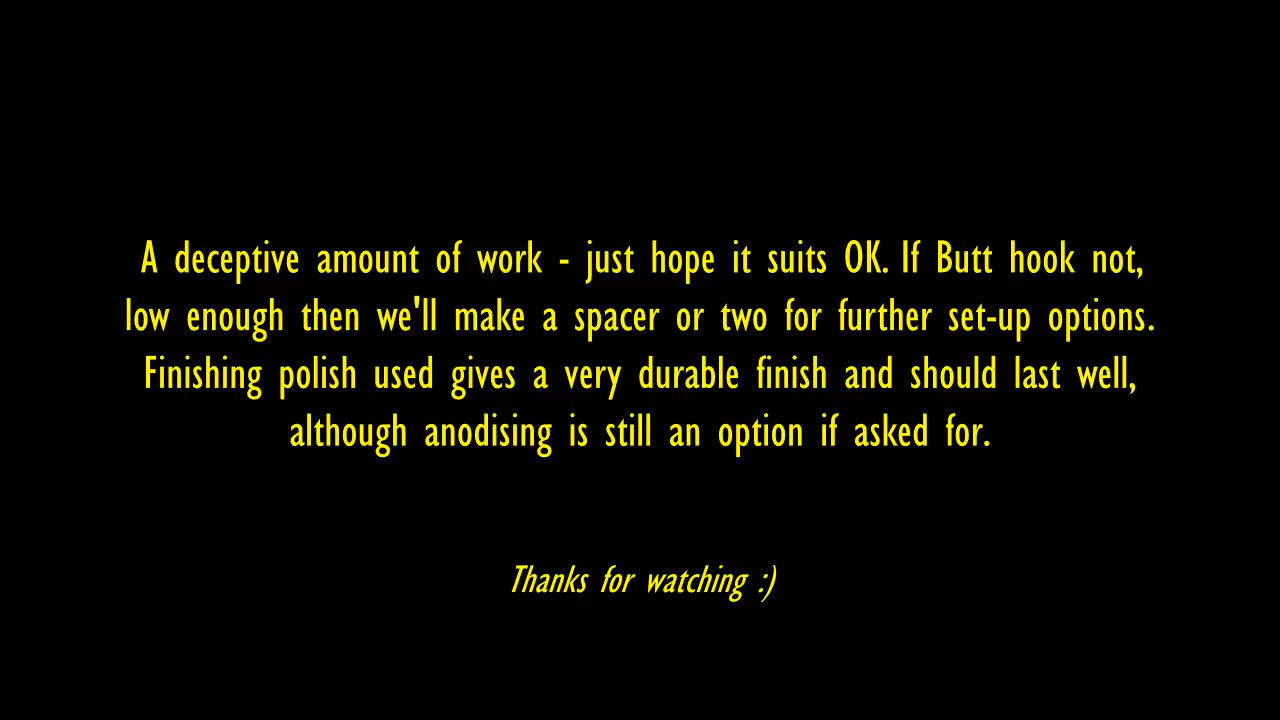 A deceptive amount of work - just hope it suits OK. If Butt hook not,
low enough then we'll make a spacer or two for further set-up options.
Finishing polish used gives a very durable finish and should last well,
although anodising is still an option if asked for.
Thanks for watching :)